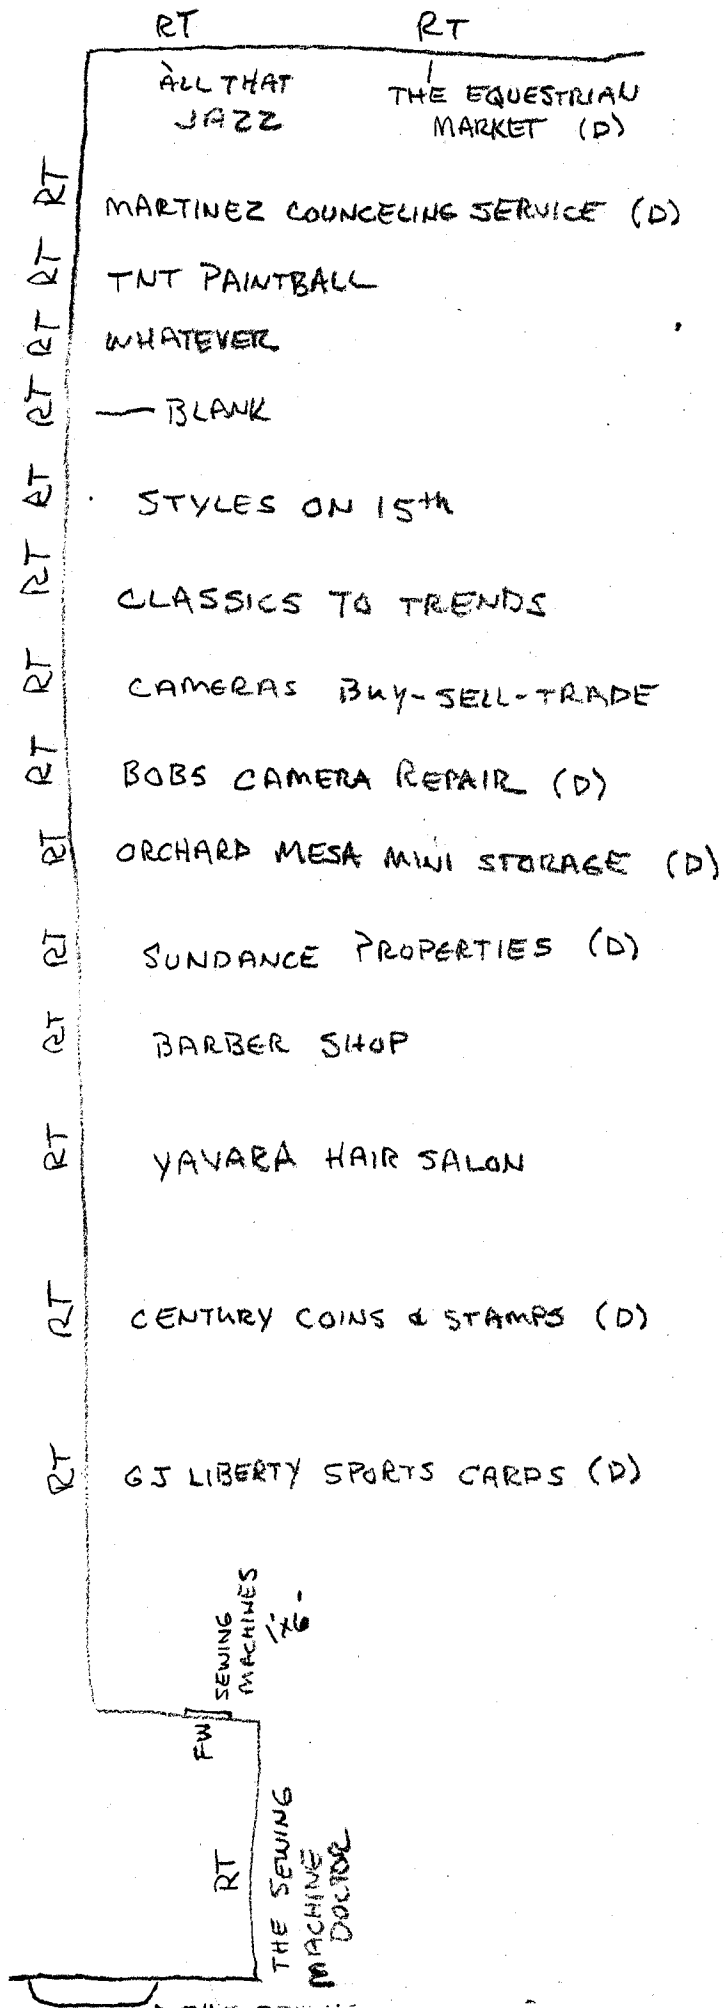 RT RT
ALL THAT
JAZZ
THE EQUESTRIAN
MARKET (D)
RT MARTINEZ COUNCELING SERVICE (D)
RT TNT PAINTBALL
RT WHATEVER
RT — BLANK
RT STYLES ON 15th
RT CLASSICS TO TRENDS
RT CAMERAS BUY-SELL-TRADE
RT BOBS CAMERA REPAIR (D)
RT ORCHARD MESA MINI STORAGE (D)
RT SUNDANCE PROPERTIES (D)
RT BARBER SHOP
RT YAVARA HAIR SALON
RT CENTURY COINS & STAMPS (D)
RT GJ LIBERTY SPORTS CARDS (D)
SEWING
MACHINES
1x6
FW
RT
THE SEWING
MACHINE
DOCTOR